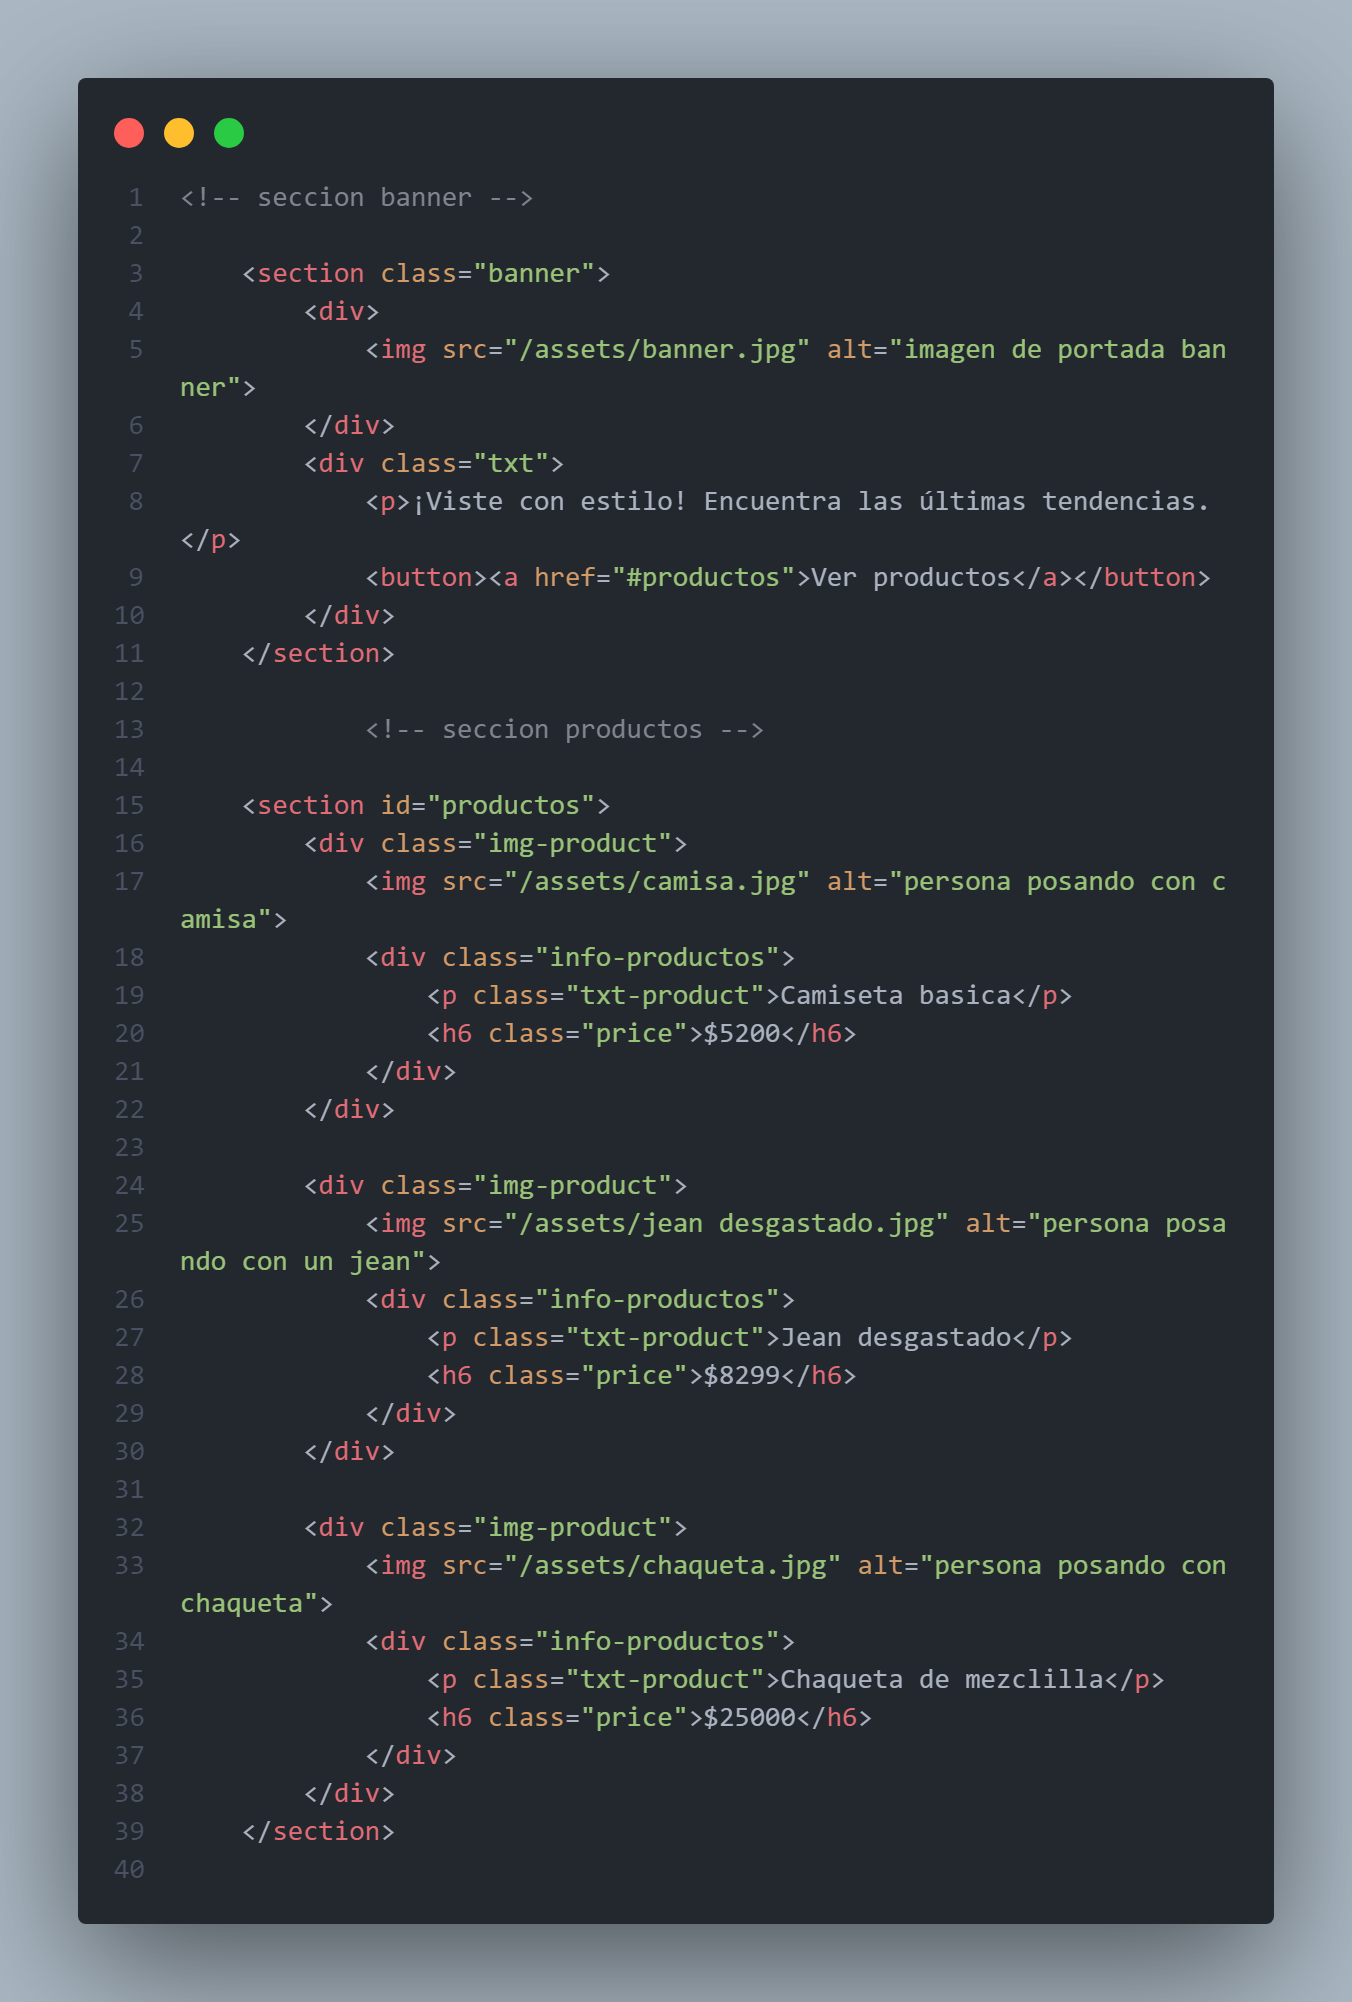 1 <!-- seccion banner -->
2
3     <section class="banner">
4         <div>
5             <img src="/assets/banner.jpg" alt="imagen de portada ban
ner">
6         </div>
7         <div class="txt">
8             <p>¡Viste con estilo! Encuentra las últimas tendencias.
</p>
9             <button><a href="#productos">Ver productos</a></button>
10         </div>
11     </section>
12
13             <!-- seccion productos -->
14
15     <section id="productos">
16         <div class="img-product">
17             <img src="/assets/camisa.jpg" alt="persona posando con c
amisa">
18             <div class="info-productos">
19                 <p class="txt-product">Camiseta basica</p>
20                 <h6 class="price">$5200</h6>
21             </div>
22         </div>
23
24         <div class="img-product">
25             <img src="/assets/jean desgastado.jpg" alt="persona posa
ndo con un jean">
26             <div class="info-productos">
27                 <p class="txt-product">Jean desgastado</p>
28                 <h6 class="price">$8299</h6>
29             </div>
30         </div>
31
32         <div class="img-product">
33             <img src="/assets/chaqueta.jpg" alt="persona posando con
chaqueta">
34             <div class="info-productos">
35                 <p class="txt-product">Chaqueta de mezclilla</p>
36                 <h6 class="price">$25000</h6>
37             </div>
38         </div>
39     </section>
40